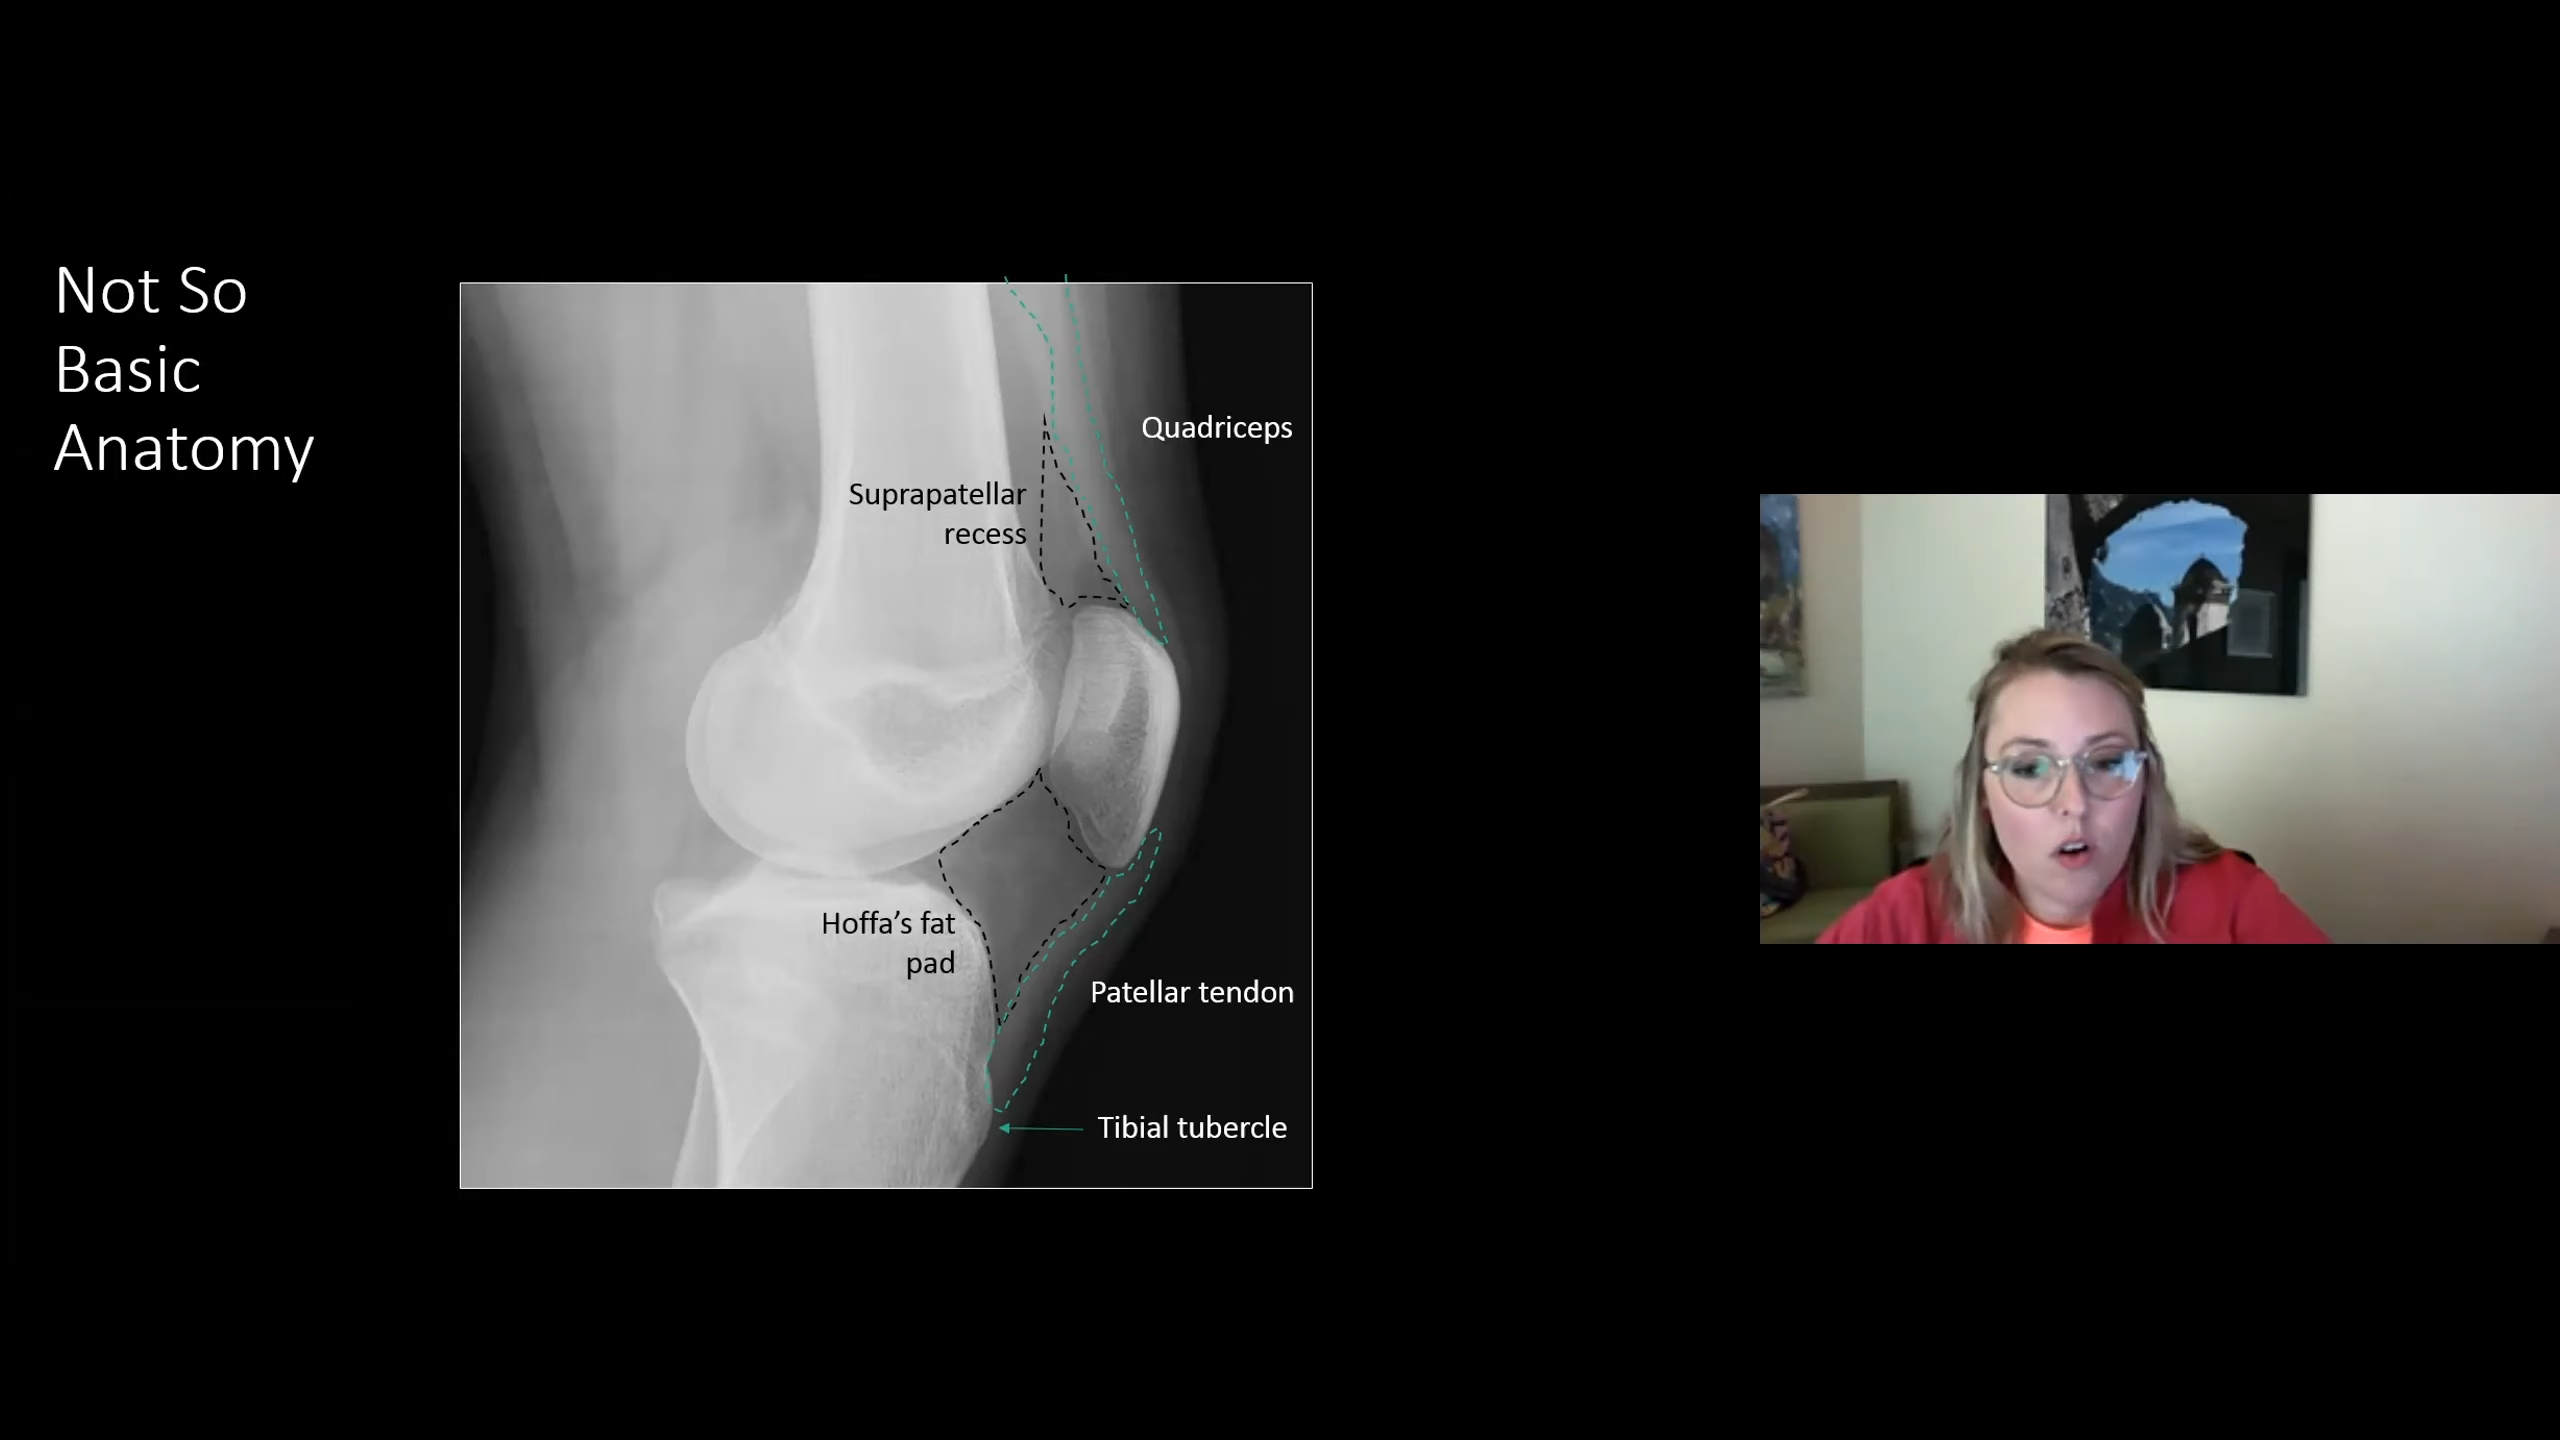 Not So
Basic
Anatomy
Quadriceps
Suprapatellar
recess
Hoffa’s fat
pad
Patellar tendon
Tibial tubercle